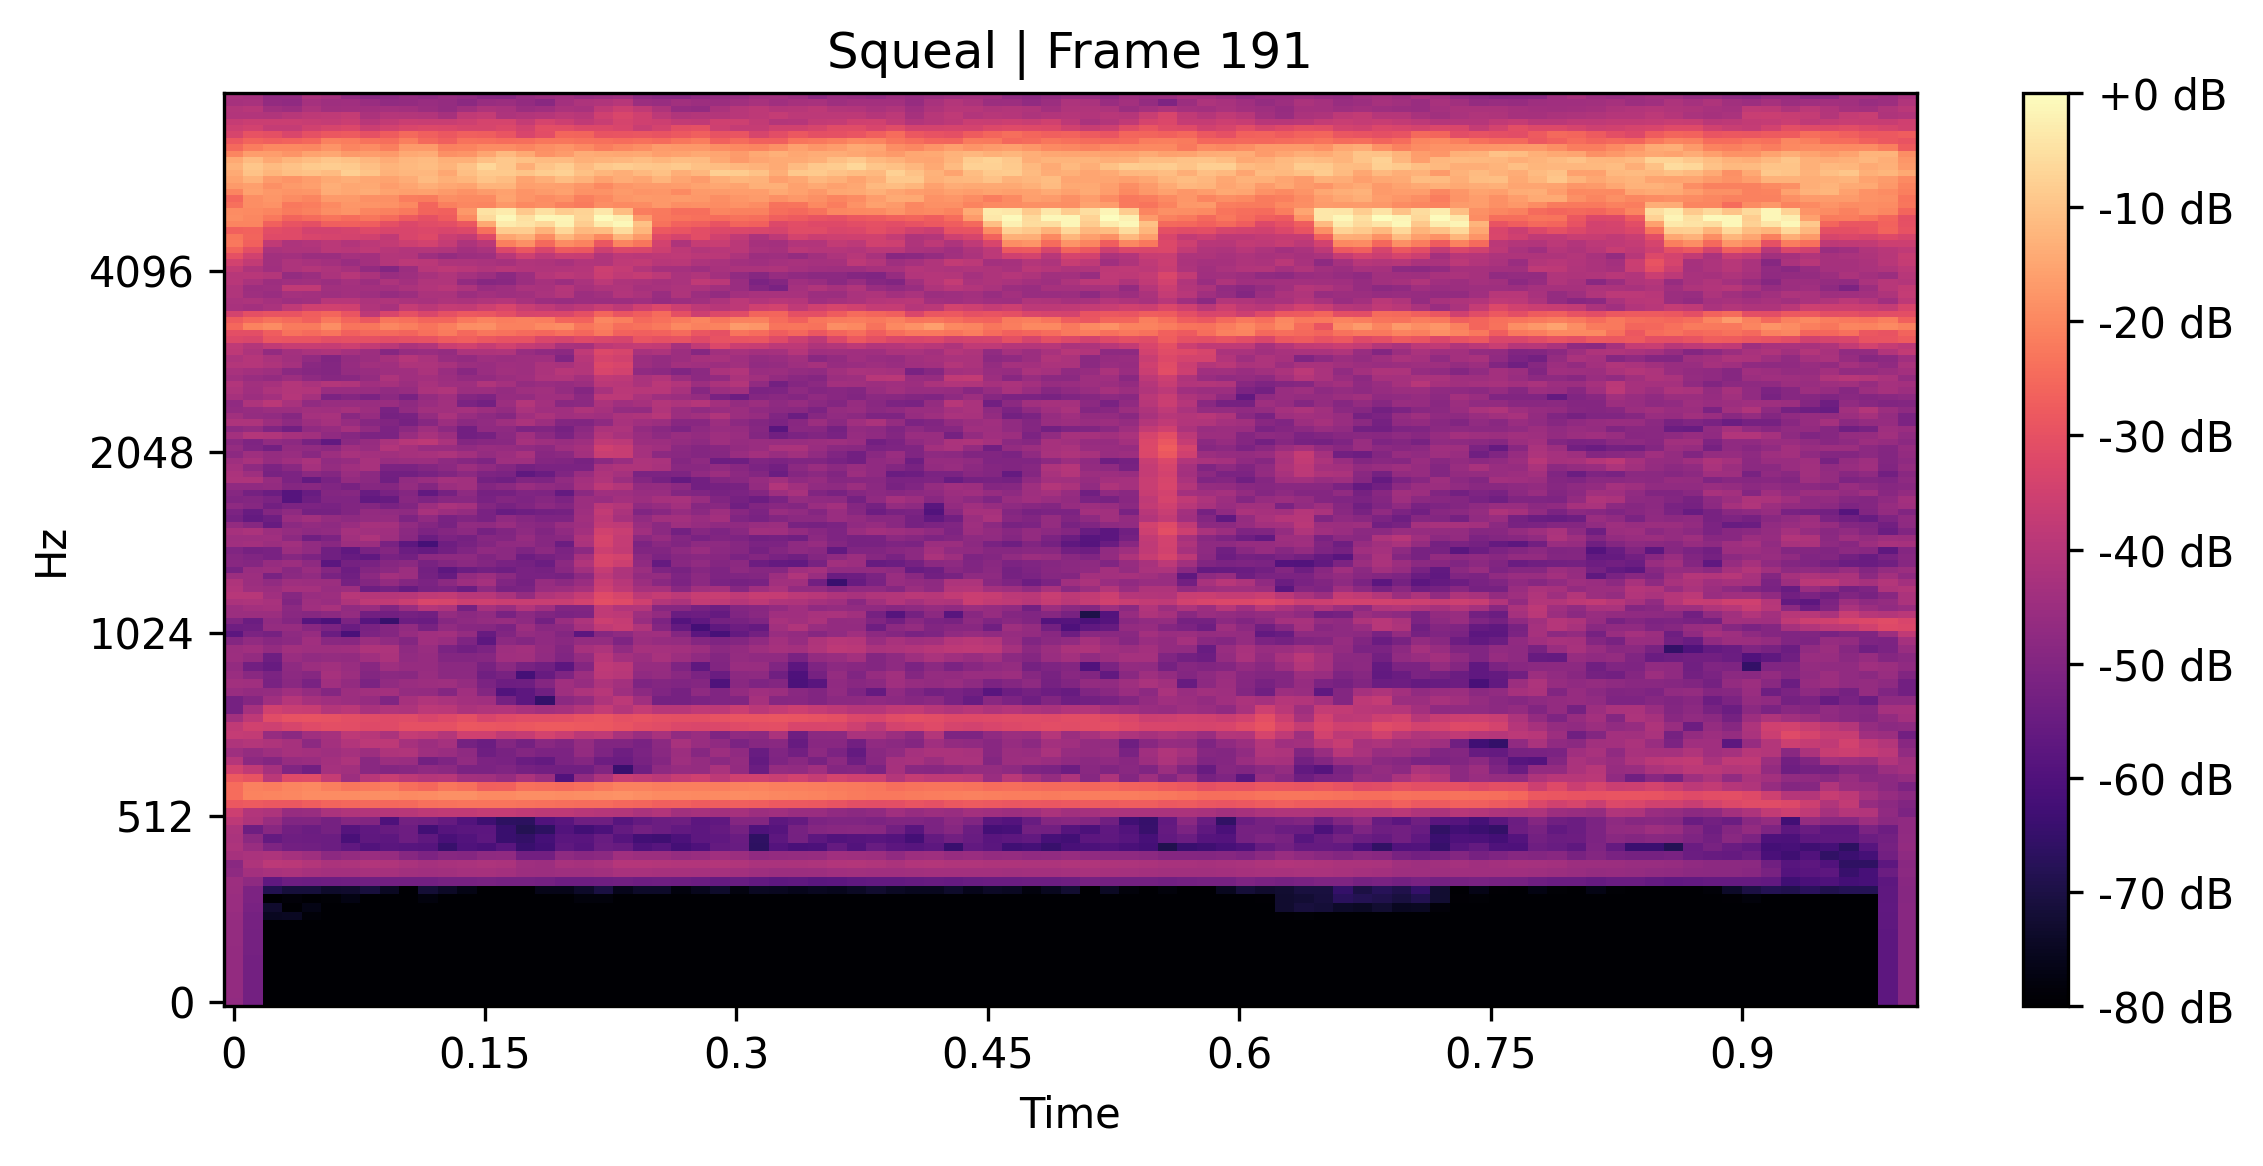 Squeal | Frame 191
+0 dB
-10 dB
-20 dB
-30 dB
-40 dB
-50 dB
-60 dB
-70 dB
-80 dB
4096
2048
1024
512
0
Hz
0 0.15 0.3 0.45 0.6 0.75 0.9
Time